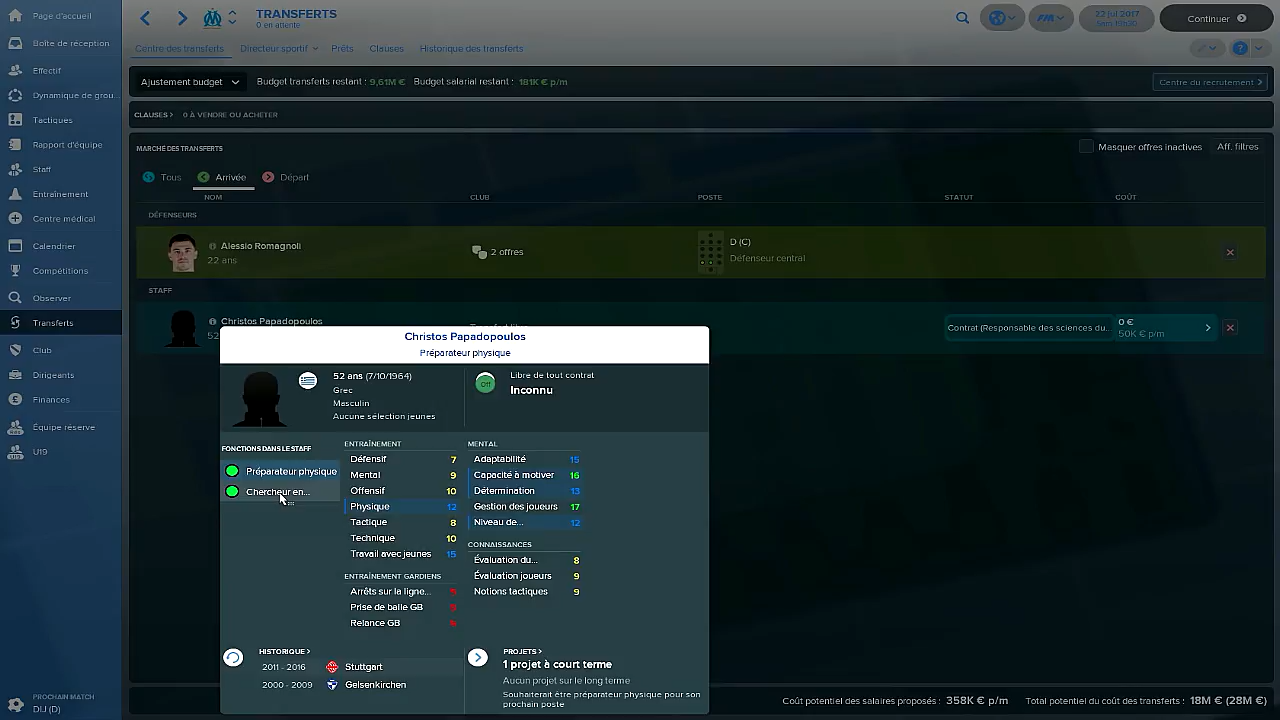 Page d'accueil
Boîte de réception
Effectif
Dynamique de grou...
Tactiques
Rapport d'équipe
Staff
Entraînement
Centre médical
Calendrier
Compétitions
Observer
Transferts
Club
Dirigeants
Finances
Équipe réserve
U19
PROCHAIN MATCH
DIJ (D)
TRANSFERTS
0 en attente
FM
22 jul 2017
Sam 19h30
Continuer
Centre des transferts
Directeur sportif
Prêts
Clauses
Historique des transferts
?
Ajustement budget
Budget transferts restant : 9,61M €
Budget salarial restant : 181K € p/m
Centre du recrutement >
CLAUSES >
0 À VENDRE OU ACHETER
MARCHÉ DES TRANSFERTS
Masquer offres inactives
Aff. filtres
Tous
Arrivée
Départ
NOM
CLUB
POSTE
STATUT
COÛT
DÉFENSEURS
Alessio Romagnoli
22 ans
2 offres
D (C)
Défenseur central
STAFF
Christos Papadopoulos
52
Contrat (Responsable des sciences du...
0 €
50K € p/m
Christos Papadopoulos
Préparateur physique
52 ans (7/10/1964)
Grec
Masculin
Aucune sélection jeunes
Off
Libre de tout contrat
Inconnu
FONCTIONS DANS LE STAFF
Préparateur physique
Chercheur en...
ENTRAÎNEMENT
Défensif 7
Mental 9
Offensif 10
Physique 12
Tactique 8
Technique 10
Travail avec jeunes 15
ENTRAÎNEMENT GARDIENS
Arrêts sur la ligne...
Prise de balle GB
Relance GB
MENTAL
Adaptabilité 15
Capacité à motiver 16
Détermination 13
Gestion des joueurs 17
Niveau de... 12
CONNAISSANCES
Évaluation du... 8
Évaluation joueurs 9
Notions tactiques 9
HISTORIQUE >
2011 - 2016 Stuttgart
2000 - 2009 Gelsenkirchen
PROJETS >
1 projet à court terme
Aucun projet sur le long terme
Souhaiterait être préparateur physique pour son
prochain poste
Coût potentiel des salaires proposés : 358K € p/m
Total potentiel du coût des transferts : 18M € (28M €)